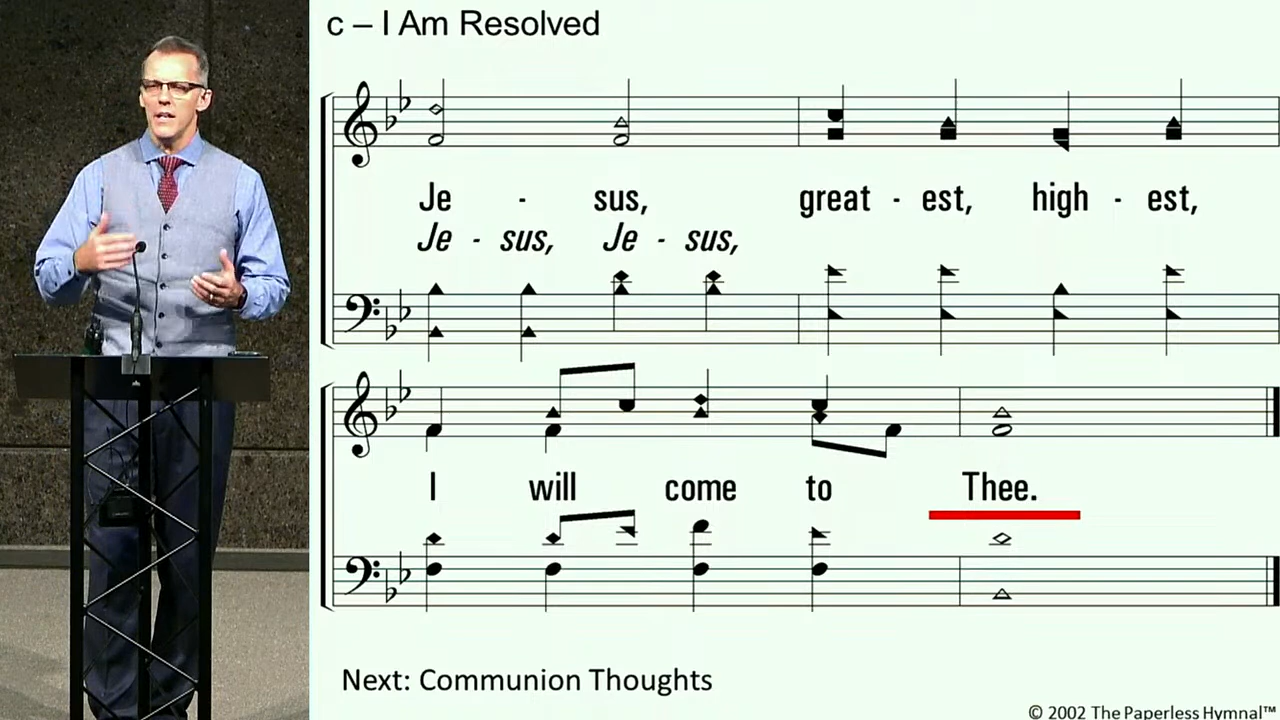 c – I Am Resolved
Je - sus, great - est, high - est,
Je - sus, Je - sus,
I will come to Thee.
Next: Communion Thoughts
© 2002 The Paperless Hymnal™